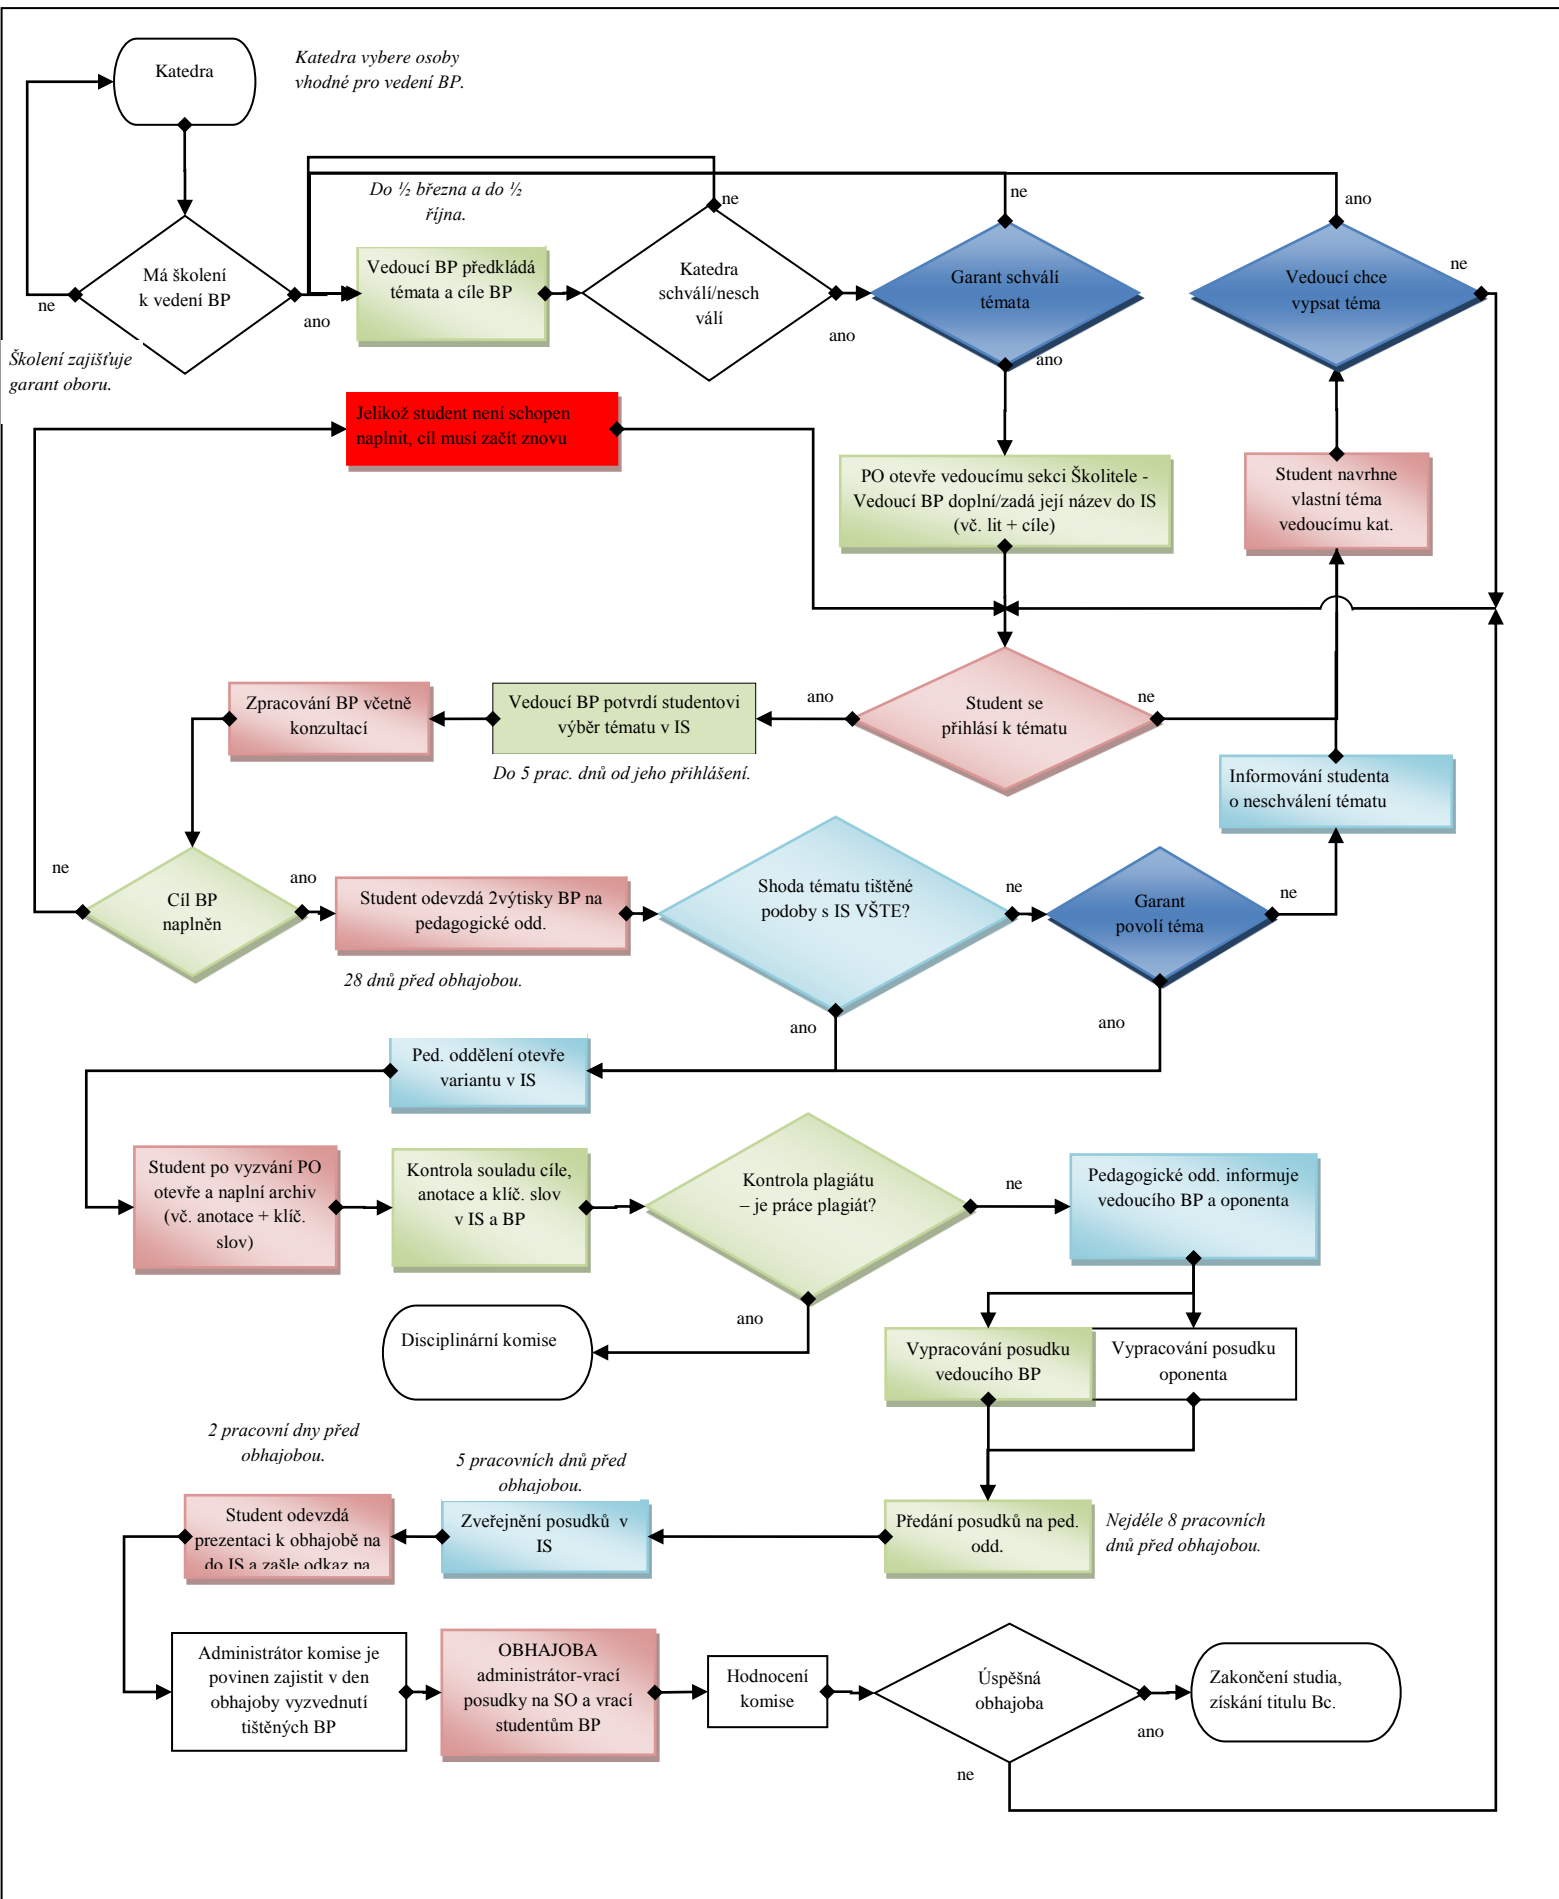 Katedra
Katedra vybere osoby
vhodné pro vedení BP.
Do ½ března a do ½
října.
ne
ne
ano
Má školení
k vedení BP
ne
ano
Vedoucí BP předkládá
témata a cíle BP
Katedra
schválí/nesch
válí
ano
Garant schválí
témata
ano
Vedoucí chce
vypsat téma
ne
Školení zajišťuje
garant oboru.
Jelikož student není schopen
naplnit, cíl musí začít znovu
PO otevře vedoucímu sekci Školitele -
Vedoucí BP doplní/zadá její název do IS
(vč. lit + cíle)
Student navrhne
vlastní téma
vedoucímu kat.
Zpracování BP včetně
konzultací
Vedoucí BP potvrdí studentovi
výběr tématu v IS
ano
Student se
přihlásí k tématu
ne
Do 5 prac. dnů od jeho přihlášení.
Informování studenta
o neschválení tématu
ne
Cíl BP
naplněn
ano
Student odevzdá 2výtisky BP na
pedagogické odd.
Shoda tématu tištěné
podoby s IS VŠTE?
ne
Garant
povolí téma
ne
28 dnů před obhajobou.
ano
ano
Ped. oddělení otevře
variantu v IS
Student po vyzvání PO
otevře a naplní archiv
(vč. anotace + klíč.
slov)
Kontrola souladu cíle,
anotace a klíč. slov
v IS a BP
Kontrola plagiátu
– je práce plagiát?
ne
Pedagogické odd. informuje
vedoucího BP a oponenta
ano
Disciplinární komise
Vypracování posudku
vedoucího BP
Vypracování posudku
oponenta
2 pracovní dny před
obhajobou.
5 pracovních dnů před
obhajobou.
Student odevzdá
prezentaci k obhajobě na
do IS a zašle odkaz na
Zveřejnění posudků v
IS
Předání posudků na ped.
odd.
Nejdéle 8 pracovních
dnů před obhajobou.
Administrátor komise je
povinen zajistit v den
obhajoby vyzvednutí
tištěných BP
OBHAJOBA
administrátor-vrací
posudky na SO a vrací
studentům BP
Hodnocení
komise
Úspěšná
obhajoba
ano
ne
Zakončení studia,
získání titulu Bc.